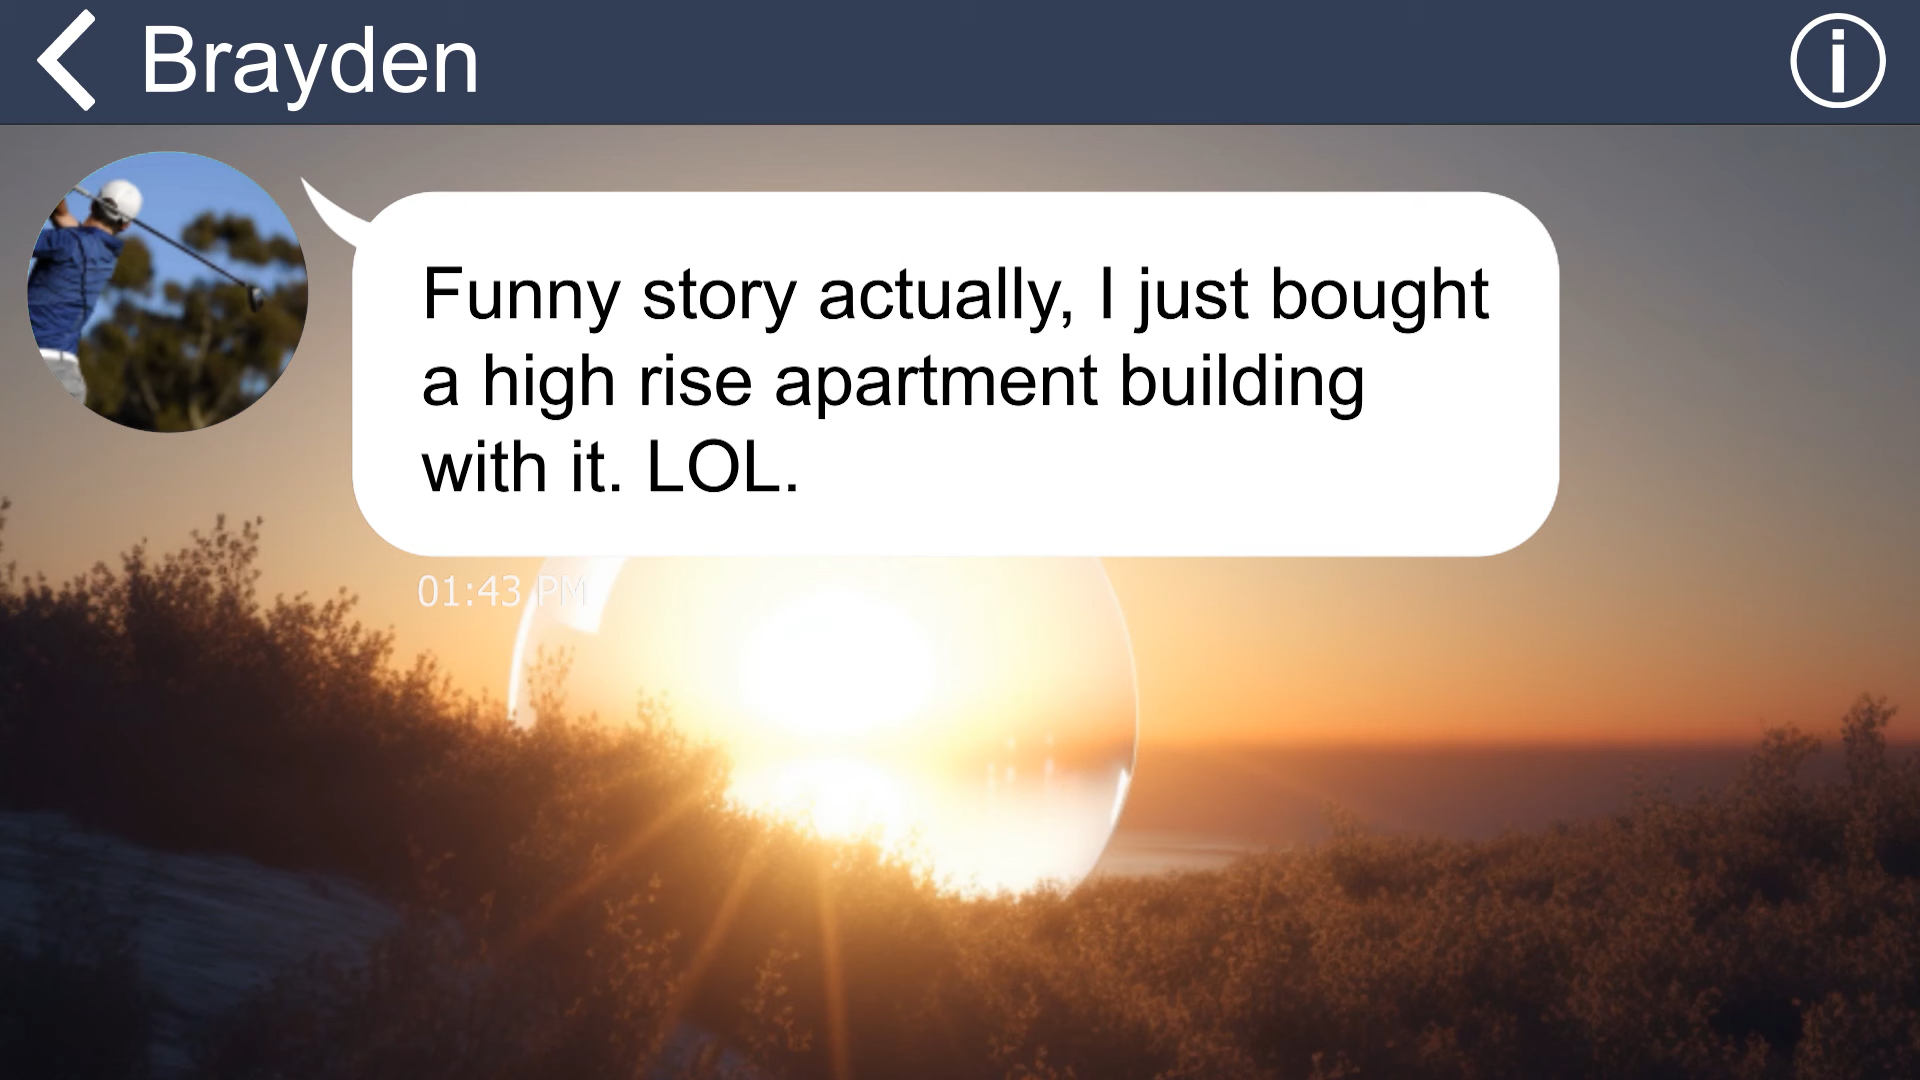 Brayden
Funny story actually, I just bought
a high rise apartment building
with it. LOL.
01:43 PM